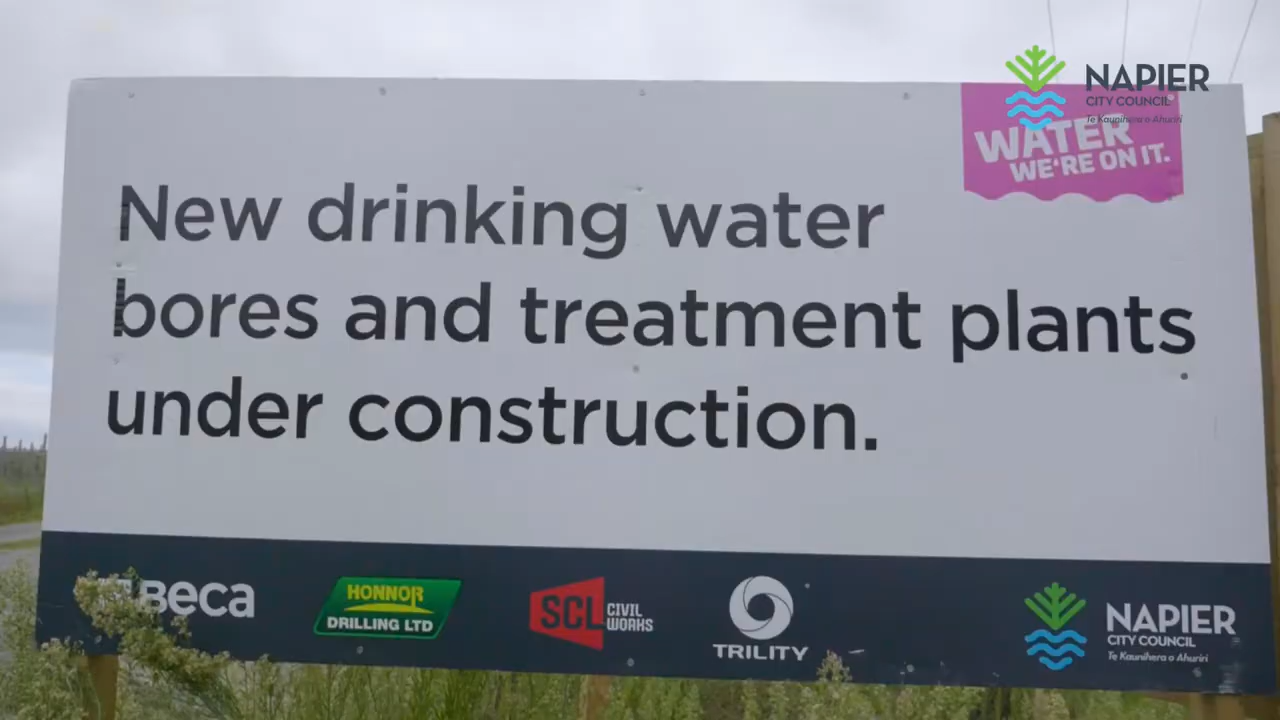 NAPIER
CITY COUNCIL
Te Kaunihera o Ahuriri
WATER
WE'RE ON IT.
New drinking water
bores and treatment plants
under construction.
Beca
HONNOR
DRILLING LTD
SCL CIVIL
WORKS
TRILITY
NAPIER
CITY COUNCIL
Te Kaunihera o Ahuriri